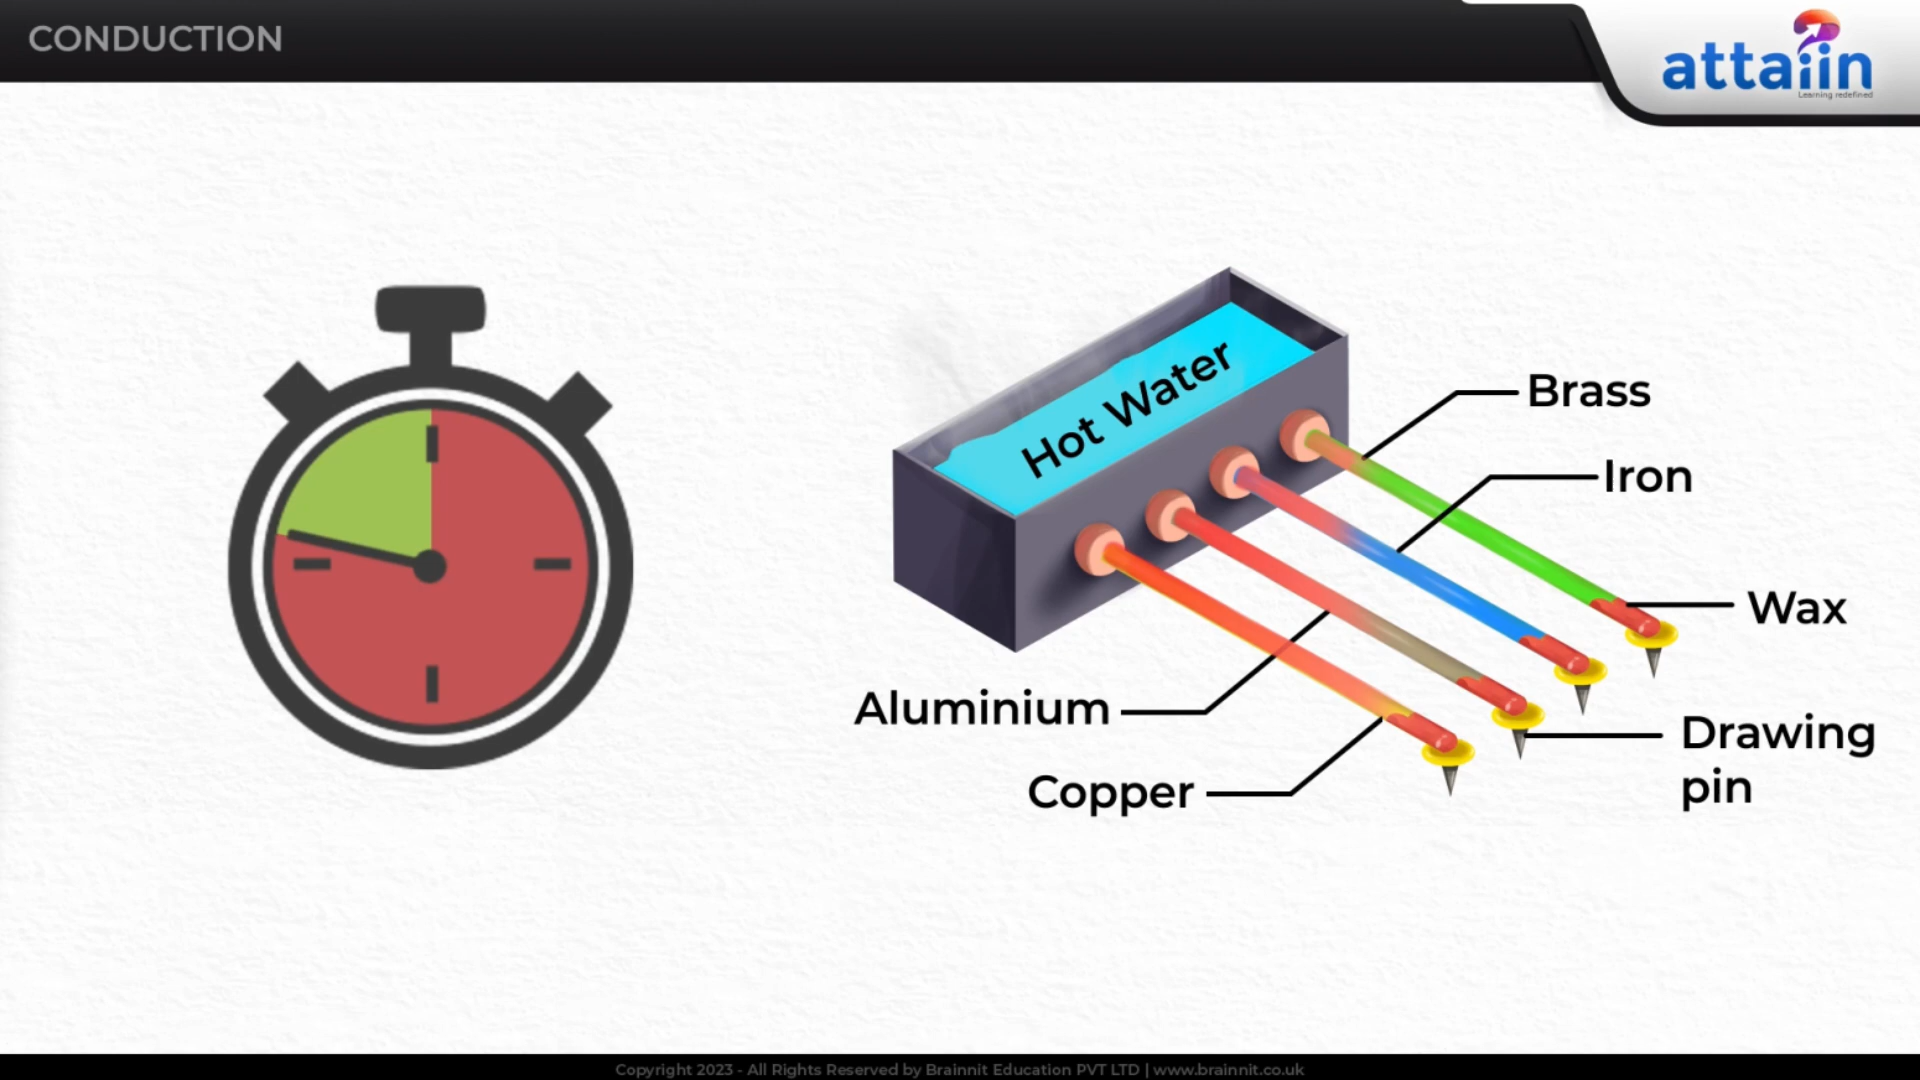 CONDUCTION
attaiin
Learning redefined
Hot Water
Brass
Iron
Wax
Aluminium
Drawing
pin
Copper
Copyright 2023 - All Rights Reserved by Brainnit Education PVT LTD | www.brainnit.co.uk